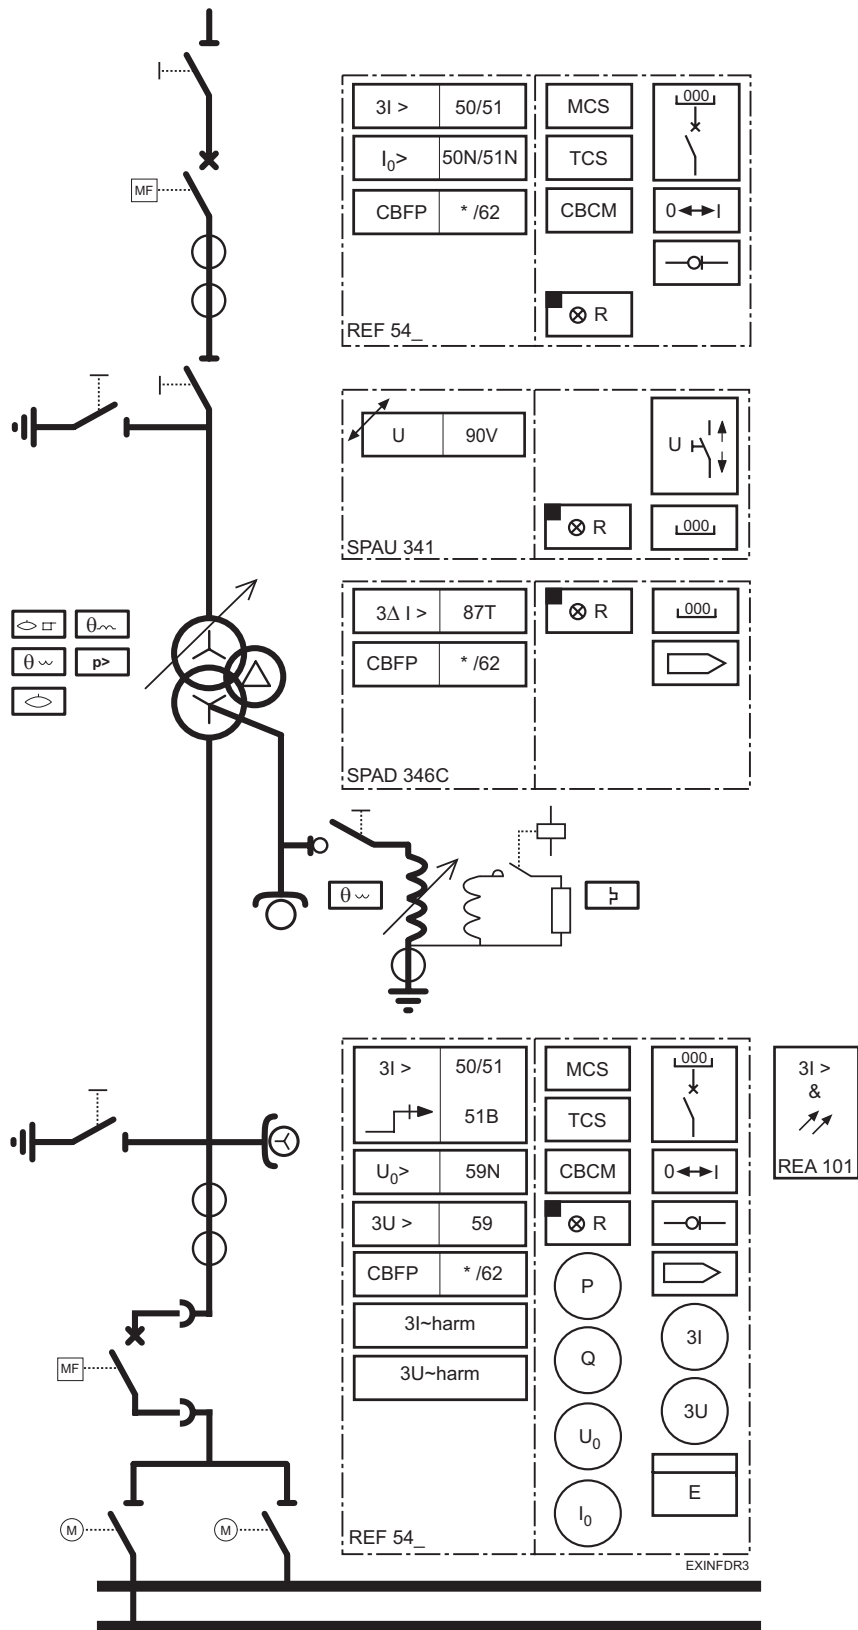 MF
3I > 50/51
I0> 50N/51N
CBFP * /62
MCS
TCS
CBCM
R
000
0 I
REF 54_
U 90V
U I
R
000
SPAU 341
3Δ I > 87T
CBFP * /62
R
000
SPAD 346C
θ
θ
p>
θ
3I > 50/51
51B
U0> 59N
3U > 59
CBFP * /62
3I~harm
3U~harm
MCS
TCS
CBCM
R
P
Q
U0
I0
000
0 I
3I
3U
E
REF 54_
3I >
&
REA 101
MF
M
M
EXINFDR3